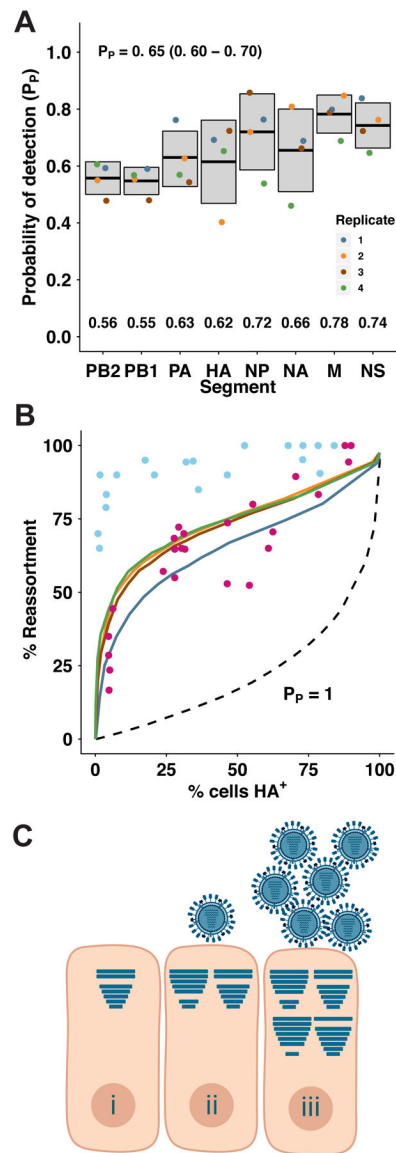 A
P_P = 0. 65 (0. 60 – 0. 70)
Probability of detection (P_P)
1.0
0.8
0.6
0.4
0.2
0.0
Replicate
1
2
3
4
0.56 0.55 0.63 0.62 0.72 0.66 0.78 0.74
PB2 PB1 PA HA NP NA M NS
Segment
B
% Reassortment
100
75
50
25
0
P_P = 1
0 25 50 75 100
% cells HA⁺
C
i ii iii